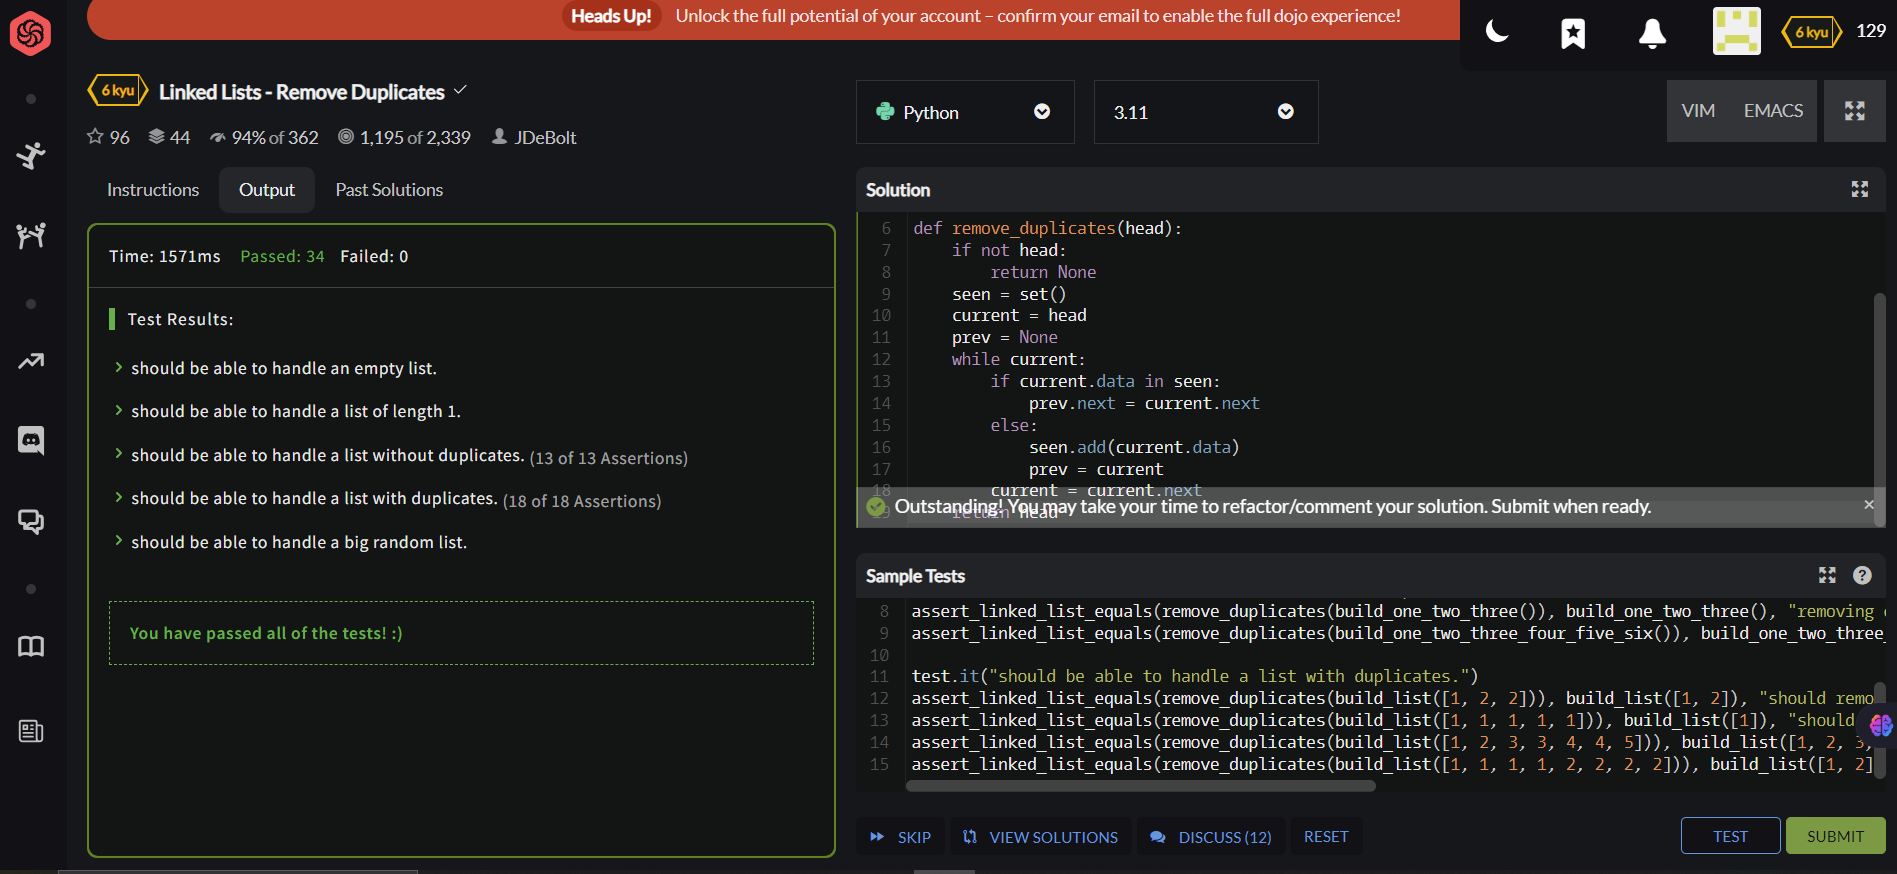 Heads Up! Unlock the full potential of your account – confirm your email to enable the full dojo experience!
6 kyu 129
6 kyu Linked Lists - Remove Duplicates
96 44 94% of 362 1,195 of 2,339 JDeBolt
Instructions Output Past Solutions
Time: 1571ms Passed: 34 Failed: 0
Test Results:
should be able to handle an empty list.
should be able to handle a list of length 1.
should be able to handle a list without duplicates. (13 of 13 Assertions)
should be able to handle a list with duplicates. (18 of 18 Assertions)
should be able to handle a big random list.
You have passed all of the tests! :)
Python 3.11 VIM EMACS
Solution
6 def remove_duplicates(head):
7 if not head:
8 return None
9 seen = set()
10 current = head
11 prev = None
12 while current:
13 if current.data in seen:
14 prev.next = current.next
15 else:
16 seen.add(current.data)
17 prev = current
18 current = current.next
19 return head
Outstanding! You may take your time to refactor/comment your solution. Submit when ready.
Sample Tests
8 assert_linked_list_equals(remove_duplicates(build_one_two_three()), build_one_two_three(), "removing
9 assert_linked_list_equals(remove_duplicates(build_one_two_three_four_five_six()), build_one_two_three_
10
11 test.it("should be able to handle a list with duplicates.")
12 assert_linked_list_equals(remove_duplicates(build_list([1, 2, 2])), build_list([1, 2]), "should remo
13 assert_linked_list_equals(remove_duplicates(build_list([1, 1, 1, 1, 1])), build_list([1]), "should
14 assert_linked_list_equals(remove_duplicates(build_list([1, 2, 3, 3, 4, 4, 5])), build_list([1, 2, 3,
15 assert_linked_list_equals(remove_duplicates(build_list([1, 1, 1, 1, 2, 2, 2, 2])), build_list([1, 2]
SKIP VIEW SOLUTIONS DISCUSS (12) RESET TEST SUBMIT